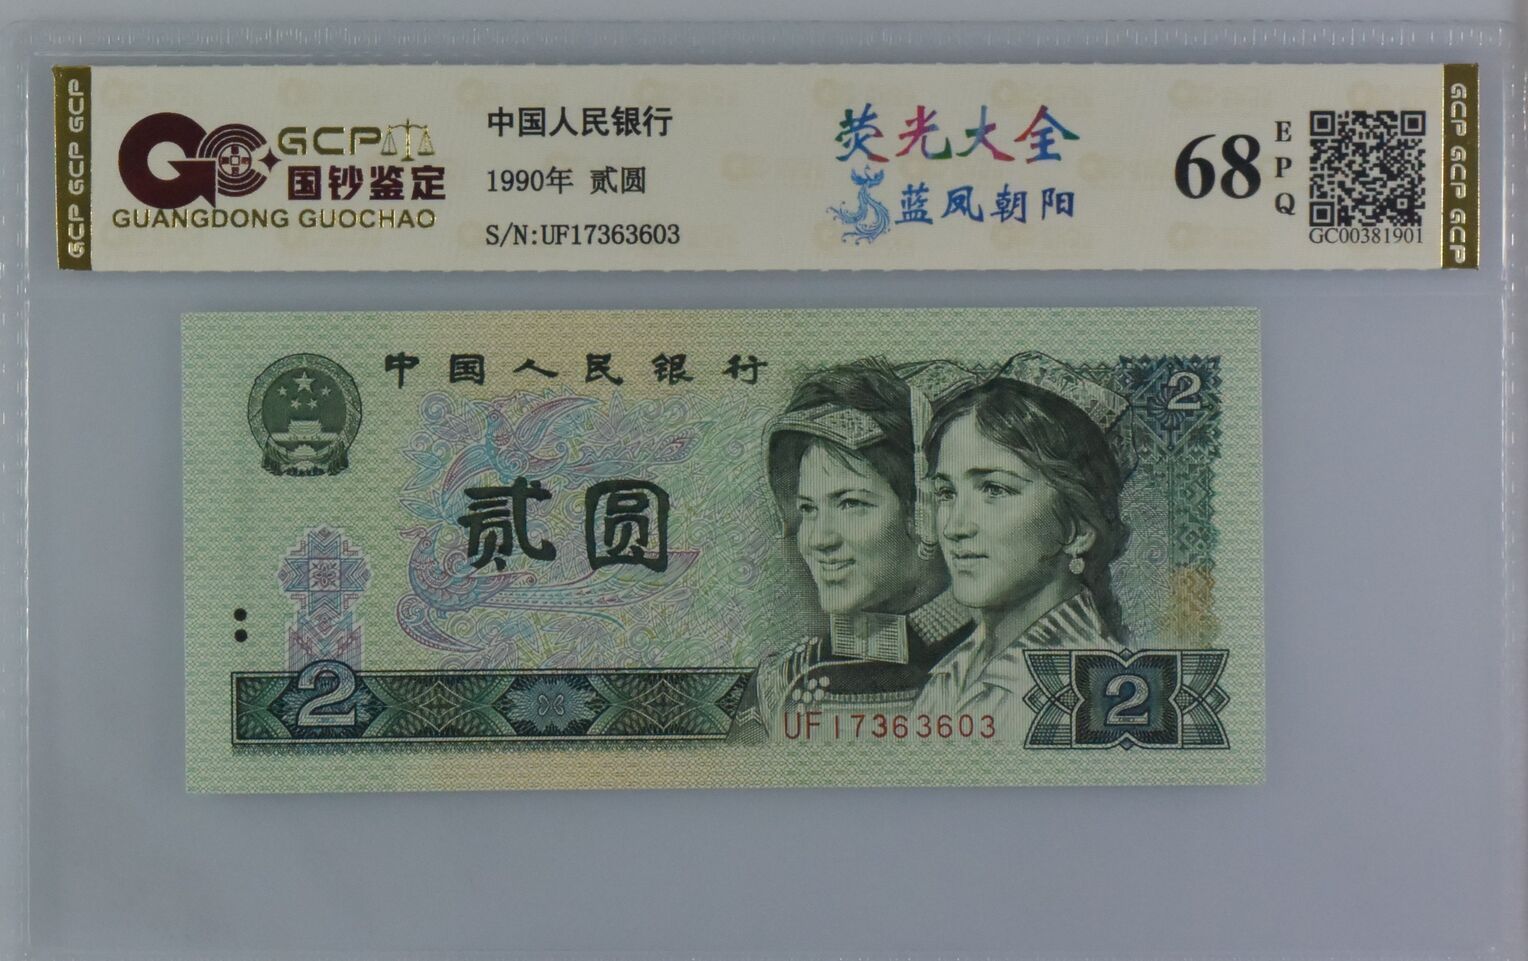 GCP GCP GCP
GCP
国钞鉴定
GUANGDONG GUOCHAO
中国人民银行
1990年 贰圆
S/N:UF17363603
荧光大全
蓝凤朝阳
68
EPQ
GC00381901
GCP GCP GCP
中国人民银行
2
贰圆
2
UF17363603
2